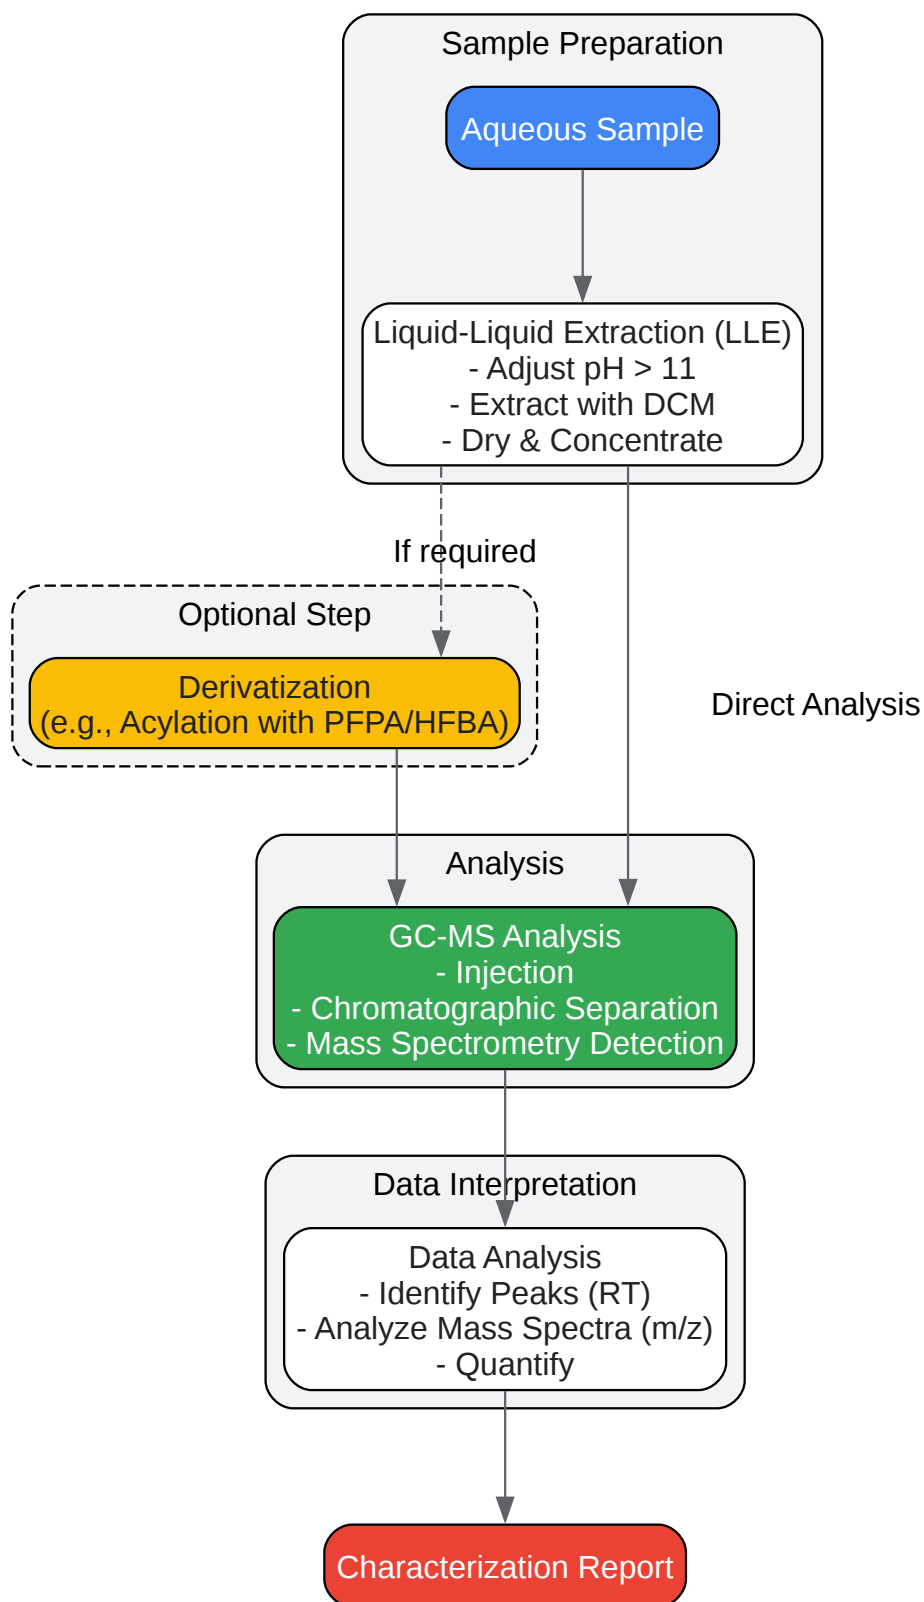 Sample Preparation
Aqueous Sample
Liquid-Liquid Extraction (LLE)
- Adjust pH > 11
- Extract with DCM
- Dry & Concentrate
If required
Optional Step
Derivatization
(e.g., Acylation with PFPA/HFBA)
Direct Analysis
Analysis
GC-MS Analysis
- Injection
- Chromatographic Separation
- Mass Spectrometry Detection
Data Interpretation
Data Analysis
- Identify Peaks (RT)
- Analyze Mass Spectra (m/z)
- Quantify
Characterization Report